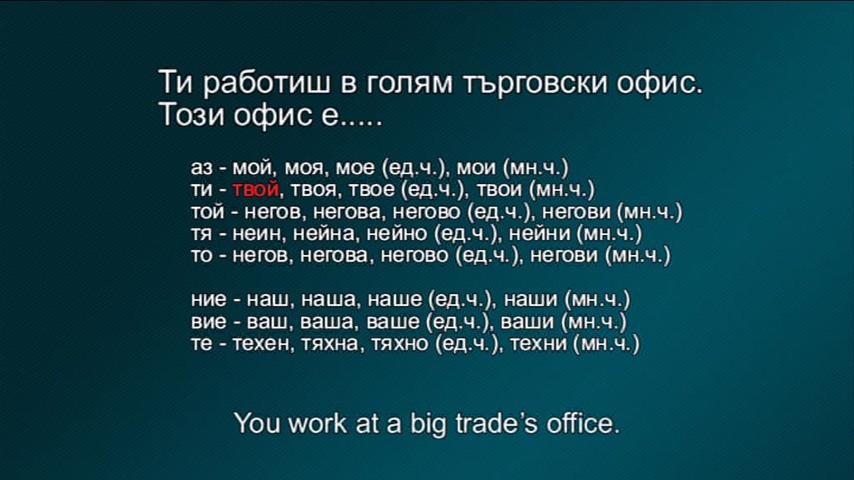 Ти работиш в голям търговски офис.
Този офис е.....
аз - мой, моя, мое (ед.ч.), мои (мн.ч.)
ти - твой, твоя, твое (ед.ч.), твои (мн.ч.)
той - негов, негова, негово (ед.ч.), негови (мн.ч.)
тя - неин, нейна, нейно (ед.ч.), нейни (мн.ч.)
то - негов, негова, негово (ед.ч.), негови (мн.ч.)
ние - наш, наша, наше (ед.ч.), наши (мн.ч.)
вие - ваш, ваша, ваше (ед.ч.), ваши (мн.ч.)
те - техен, тяхна, тяхно (ед.ч.), техни (мн.ч.)
You work at a big trade’s office.